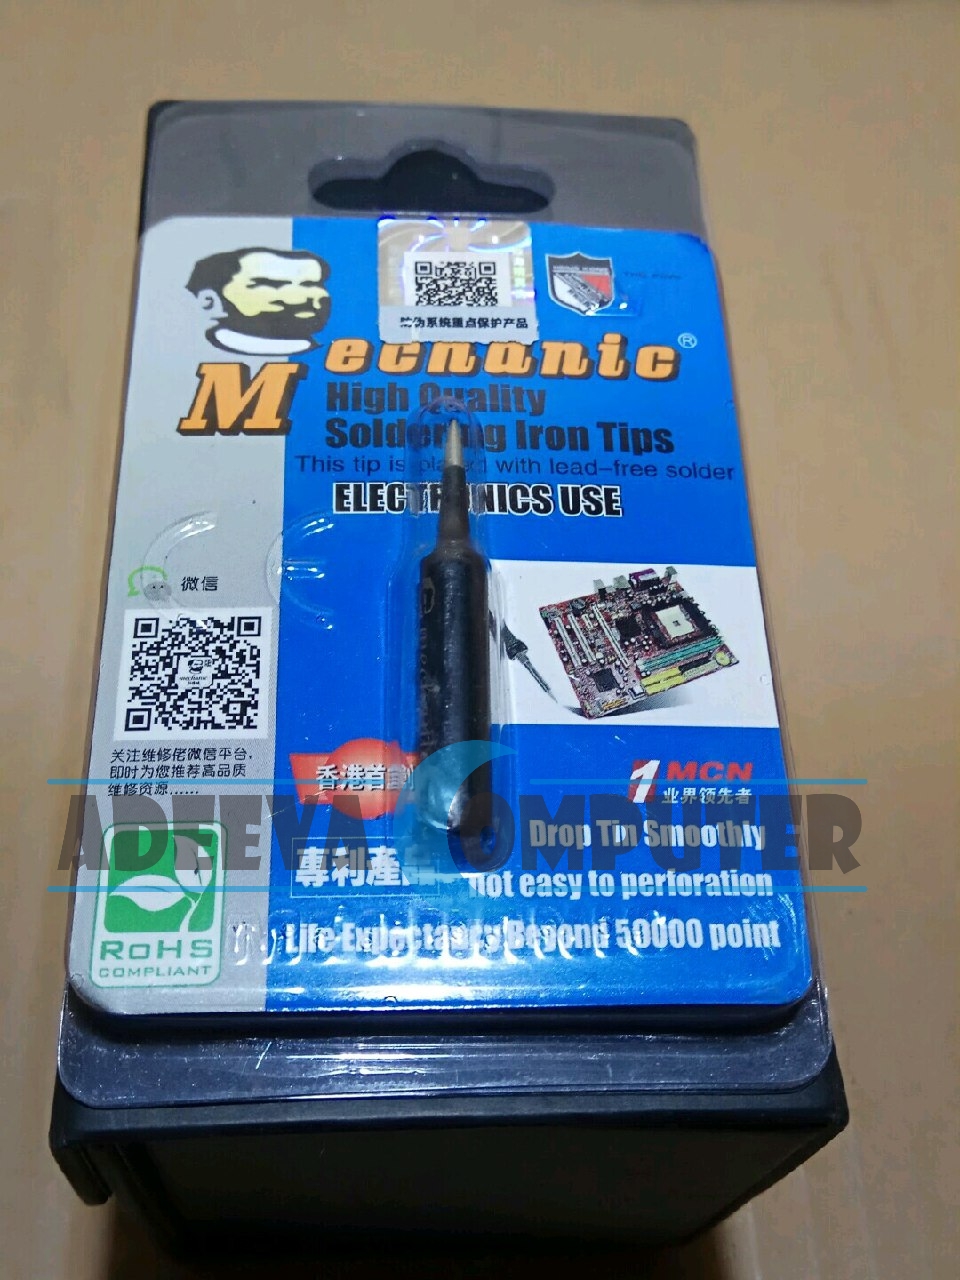 防伪系统重点保护产品
Mechanic®
High Quality
Soldering Iron Tips
This tip is plated with lead-free solder
ELECTRONICS USE
微信
关注维修佬微信平台,
即时为您推荐高品质
维修资源......
香港首創
1 MCN
业界领先者
ADEEVA COMPUTER
專利產品
Drop Tin Smoothly
not easy to perforation
Life Expectancy Beyond 50000 point
RoHS
COMPLIANT